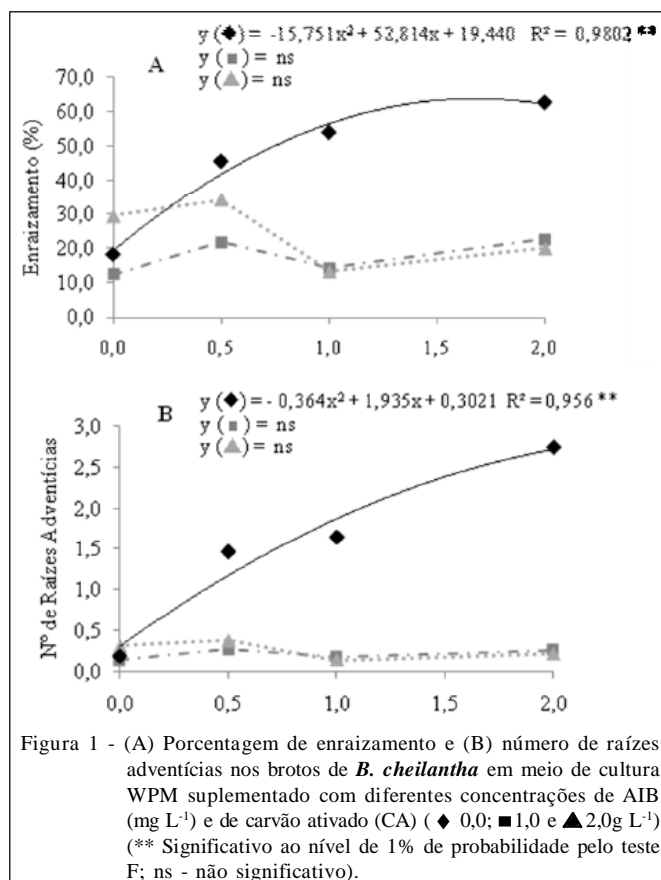 y (◆) = -15,751x² + 53,814x + 19,440 R² = 0,9802 **
A
y (■) = ns
y (▲) = ns
70,0
60,0
50,0
40,0
30,0
20,0
10,0
0,0
Enraizamento (%)
0,0 0,5 1,0 1,5 2,0
y (◆) = - 0,364x² + 1,935x + 0,3021 R² = 0,956 **
B
y (■) = ns
y (▲) = ns
3,0
2,5
2,0
1,5
1,0
0,5
0,0
Nº de Raízes Adventícias
0,0 0,5 1,0 1,5 2,0
Figura 1 - (A) Porcentagem de enraizamento e (B) número de raízes
adventícias nos brotos de B. cheilantha em meio de cultura
WPM suplementado com diferentes concentrações de AIB
(mg L⁻¹) e de carvão ativado (CA) ( ◆ 0,0; ■ 1,0 e ▲ 2,0g L⁻¹)
(** Significativo ao nível de 1% de probabilidade pelo teste
F; ns - não significativo).